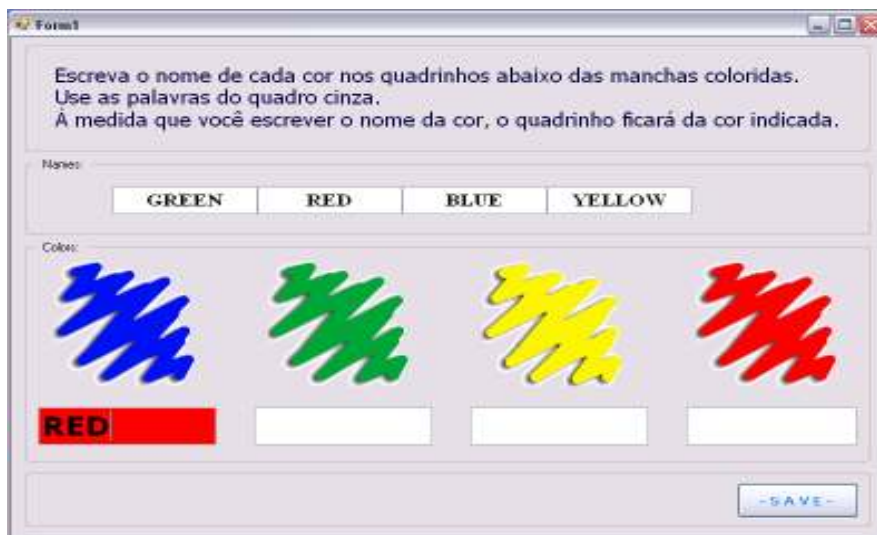 Form1
Escreva o nome de cada cor nos quadrinhos abaixo das manchas coloridas.
Use as palavras do quadro cinza.
À medida que você escrever o nome da cor, o quadrinho ficará da cor indicada.
Names:
GREEN RED BLUE YELLOW
Colors:
RED
- S A V E -